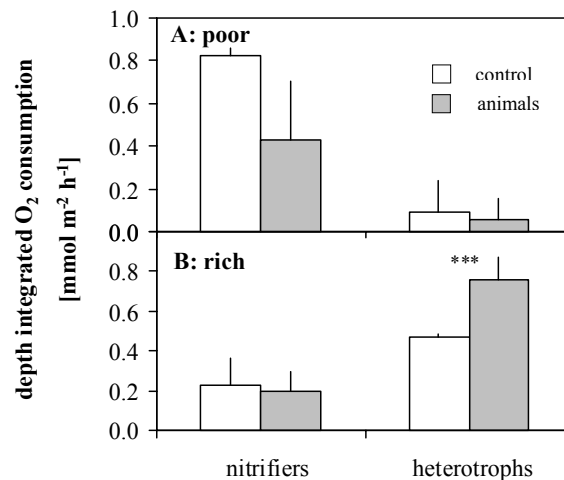 depth integrated O₂ consumption
[mmol m⁻² h⁻¹]
1.0
0.8
0.6
0.4
0.2
0.0
A: poor
control
animals
0.8
0.6
0.4
0.2
0.0
B: rich
***
nitrifiers heterotrophs